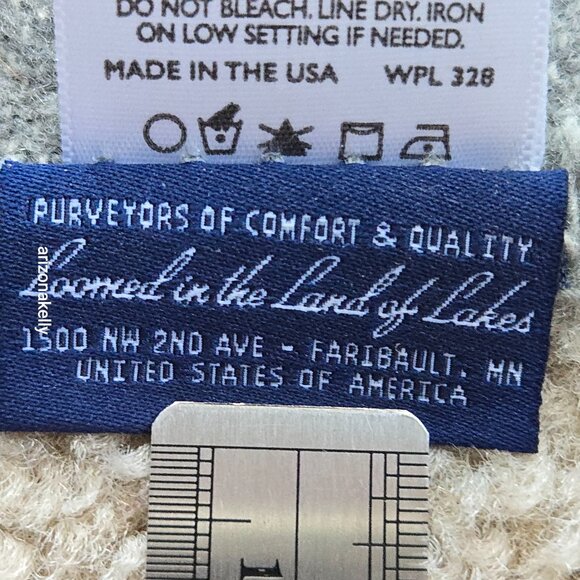 DO NOT BLEACH. LINE DRY. IRON
ON LOW SETTING IF NEEDED.
MADE IN THE USA WPL 328
PURVEYORS OF COMFORT & QUALITY
Loomed in the Land of Lakes
1500 NW 2ND AVE - FARIBAULT, MN
UNITED STATES OF AMERICA
arizonakelly
1